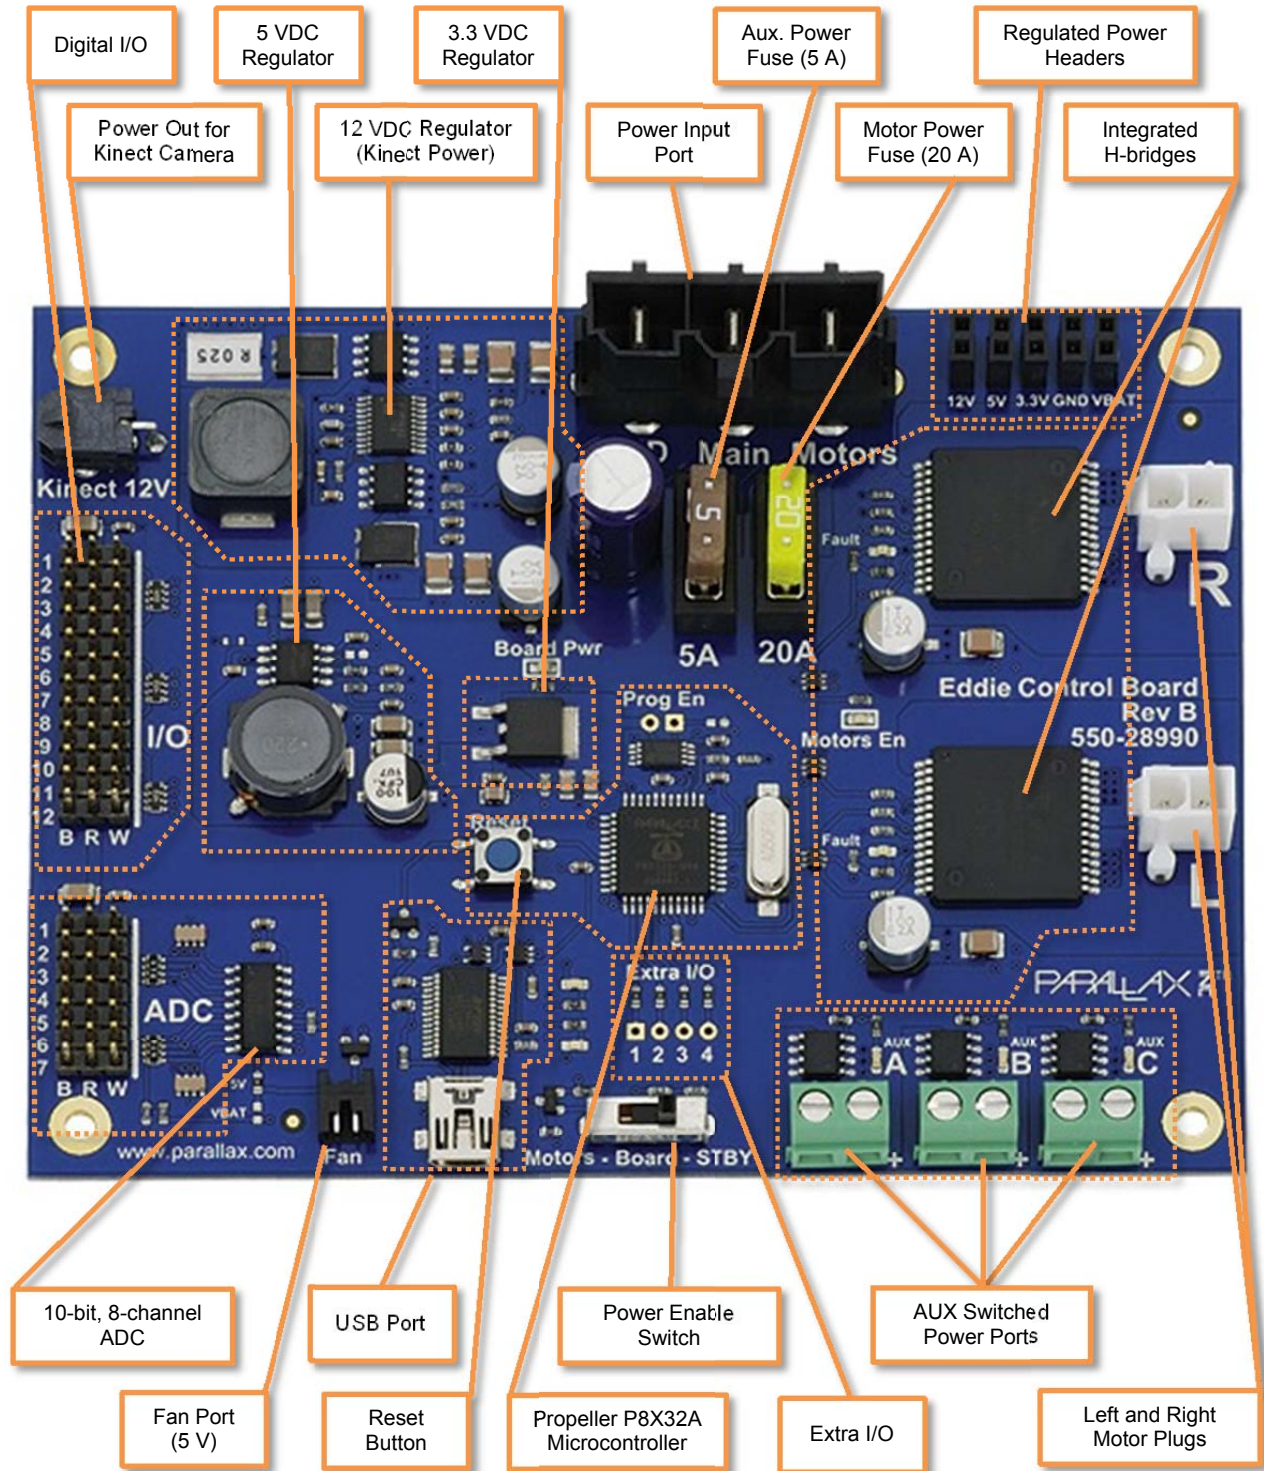 Digital I/O
5 VDC
Regulator
3.3 VDC
Regulator
Aux. Power
Fuse (5 A)
Regulated Power
Headers
Power Out for
Kinect Camera
12 VDC Regulator
(Kinect Power)
Power Input
Port
Motor Power
Fuse (20 A)
Integrated
H-bridges
R025
12V 5V 3.3V GND VBAT
D Main Motors
Kinect 12V
5
20
Fault
R
1
2
3
4
5
6
7
8
9
10
11
12
I/O
B R W
Board Pwr
5A 20A
Prog En
Motors En
Eddie Control Board
Rev B
550-28990
220
100
Reset
Fault
L
1
2
3
4
5
6
7
ADC
B R W
5V
VBAT
Extra I/O
1 2 3 4
PARALLAX
AUX
A
AUX
B
AUX
C
www.parallax.com
Fan
Motors - Board - STBY
+ + +
10-bit, 8-channel
ADC
USB Port
Power Enable
Switch
AUX Switched
Power Ports
Fan Port
(5 V)
Reset
Button
Propeller P8X32A
Microcontroller
Extra I/O
Left and Right
Motor Plugs